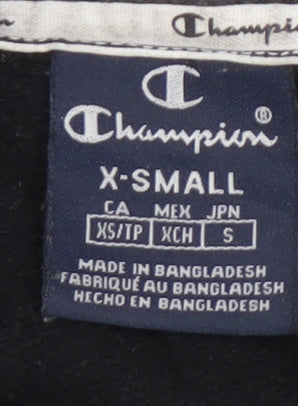 Champion
Champion®
X-SMALL
CA MEX JPN
XS/TP XCH S
MADE IN BANGLADESH
FABRIQUÉ AU BANGLADESH
HECHO EN BANGLADESH